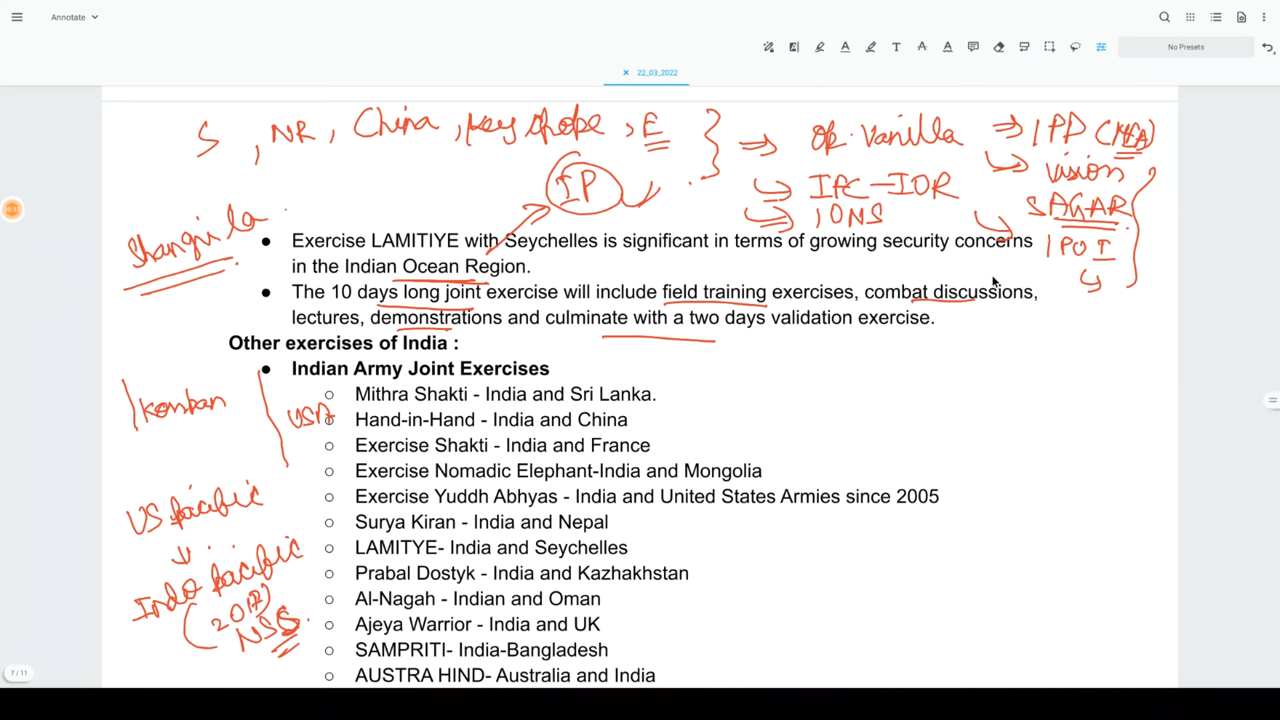 Annotate
No Presets
22_03_2022
S , NR , China , Key choke , E => OP. Vanilla => IPD (MEA)
vision
IP IFC-IOR
SAGAR
IONS
Shangrila
IPOI
● Exercise LAMITIYE with Seychelles is significant in terms of growing security concerns
in the Indian Ocean Region.
● The 10 days long joint exercise will include field training exercises, combat discussions,
lectures, demonstrations and culminate with a two days validation exercise.
Other exercises of India :
● Indian Army Joint Exercises
○ Mithra Shakti - India and Sri Lanka.
USA
○ Hand-in-Hand - India and China
○ Exercise Shakti - India and France
○ Exercise Nomadic Elephant-India and Mongolia
○ Exercise Yuddh Abhyas - India and United States Armies since 2005
US Pacific
○ Surya Kiran - India and Nepal
○ LAMITYE- India and Seychelles
Indo Pacific
○ Prabal Dostyk - India and Kazhakhstan
○ Al-Nagah - Indian and Oman
(2017)
○ Ajeya Warrior - India and UK
NSS
○ SAMPRITI- India-Bangladesh
○ AUSTRA HIND- Australia and India
7 / 11